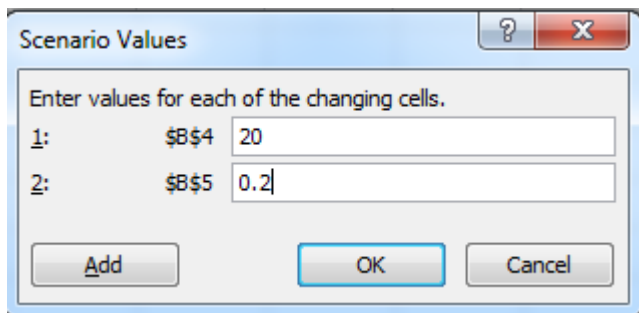 Scenario Values
Enter values for each of the changing cells.
1: $B$4 20
2: $B$5 0.2
Add OK Cancel